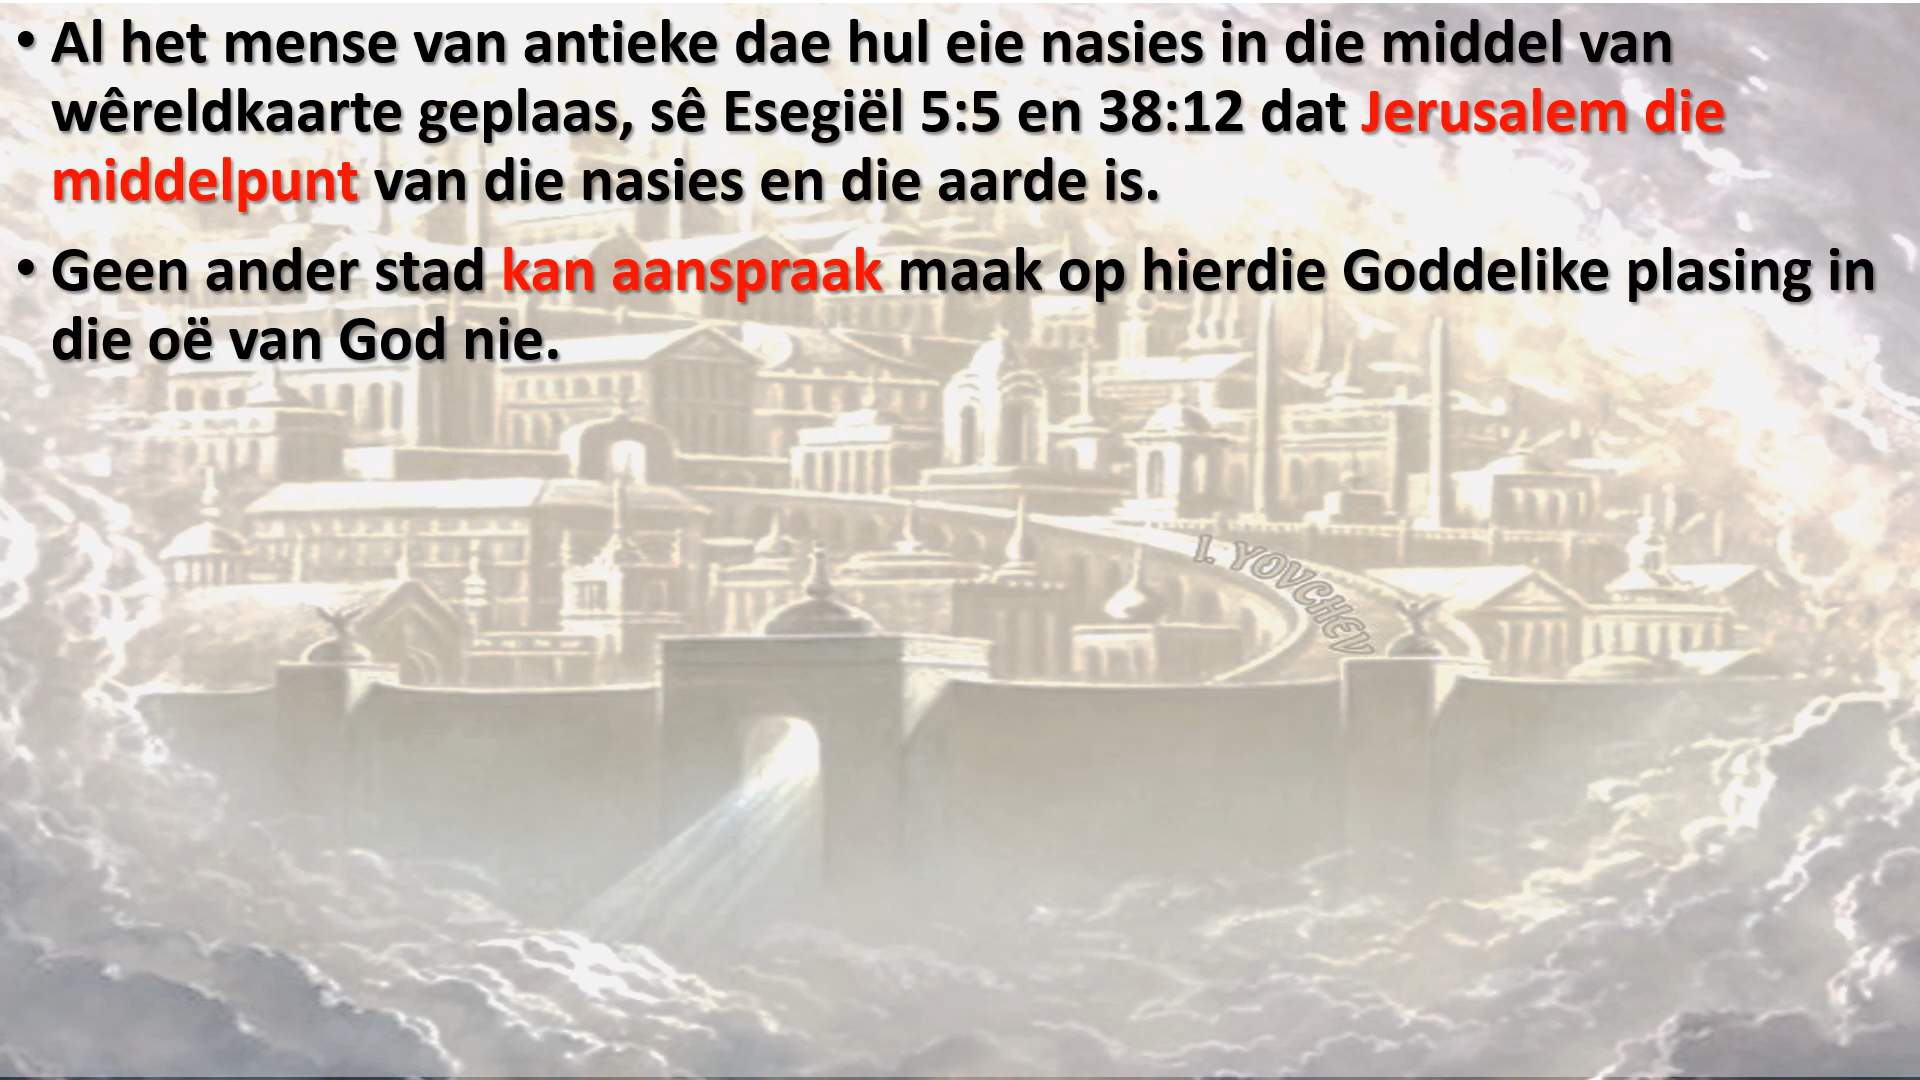 • Al het mense van antieke dae hul eie nasies in die middel van
wêreldkaarte geplaas, sê Esegiël 5:5 en 38:12 dat Jerusalem die
middelpunt van die nasies en die aarde is.
• Geen ander stad kan aanspraak maak op hierdie Goddelike plasing in
die oë van God nie.
I. YOVCHEV